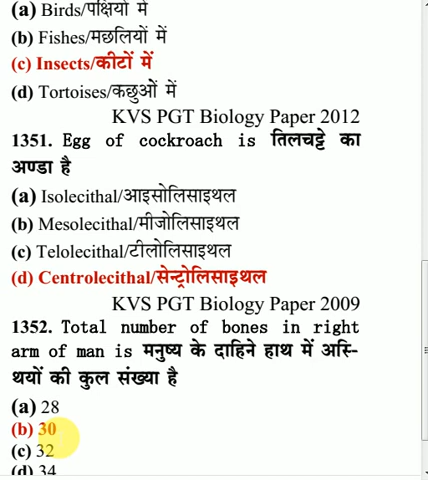 (a) Birds/पक्षियों में
(b) Fishes/मछलियों में
(c) Insects/कीटों में
(d) Tortoises/कछुओं में
KVS PGT Biology Paper 2012
1351. Egg of cockroach is तिलचट्टे का
अण्डा है
(a) Isolecithal/आइसोलिसाइथल
(b) Mesolecithal/मीजोलिसाइथल
(c) Telolecithal/टीलोलिसाइथल
(d) Centrolecithal/सेन्ट्रोलिसाइथल
KVS PGT Biology Paper 2009
1352. Total number of bones in right
arm of man is मनुष्य के दाहिने हाथ में अस्थि-
थयों की कुल संख्या है
(a) 28
(b) 30
(c) 32
(d) 34